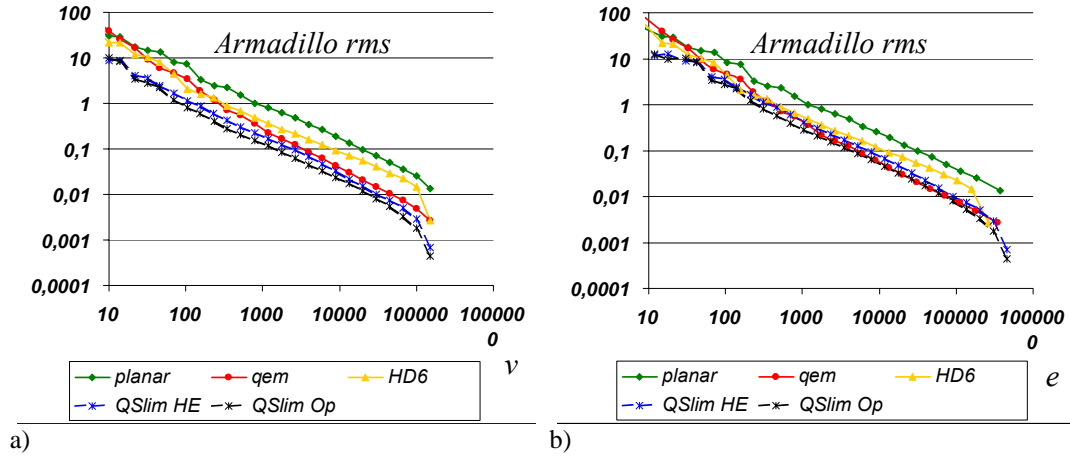 Armadillo rms
100
10
1
0,1
0,01
0,001
0,0001
10 100 1000 10000 100000 100000
0
v
planar qem HD6
QSlim HE QSlim Op
a)
Armadillo rms
100
10
1
0,1
0,01
0,001
0,0001
10 100 1000 10000 100000 100000
0
e
planar qem HD6
QSlim HE QSlim Op
b)